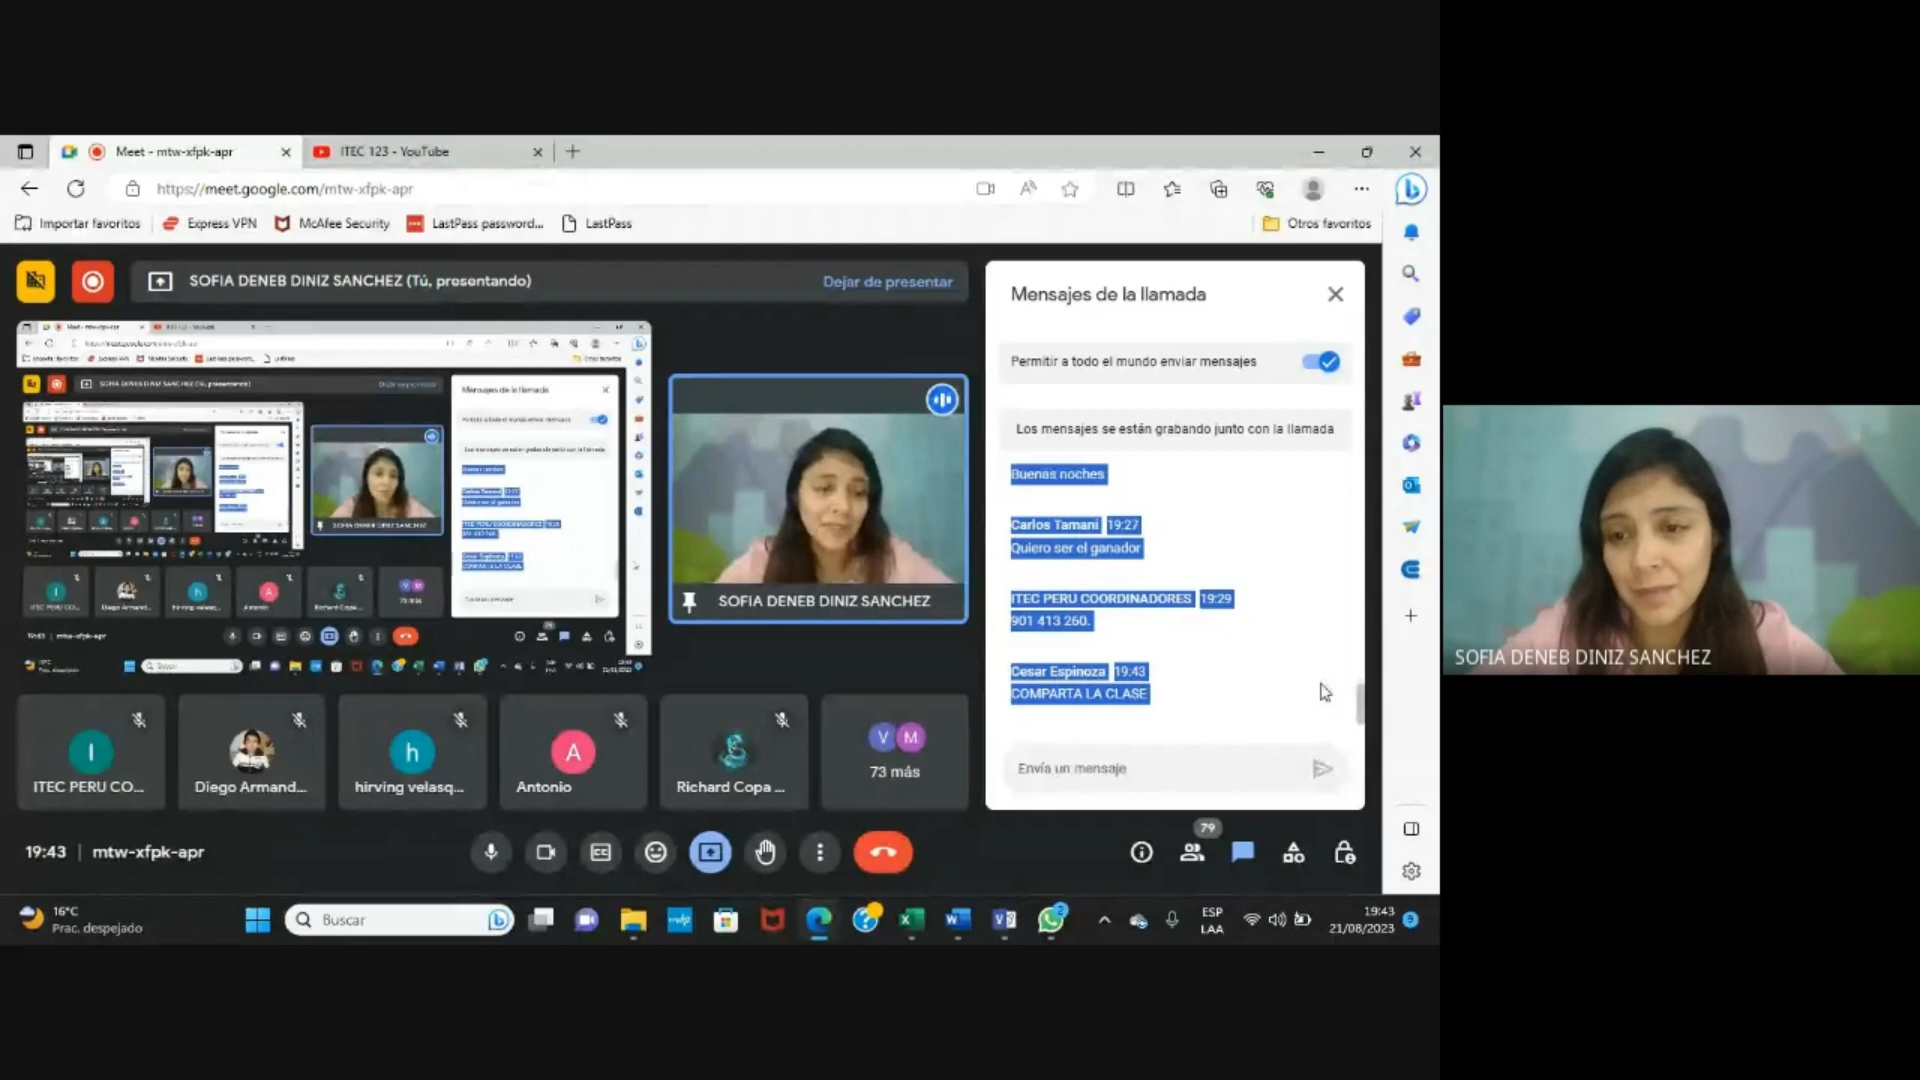 Meet - mtw-xfpk-apr
ITEC 123 - YouTube
https://meet.google.com/mtw-xfpk-apr
Importar favoritos
Express VPN
McAfee Security
LastPass password...
LastPass
Otros favoritos
SOFIA DENEB DINIZ SANCHEZ (Tú, presentando)
Dejar de presentar
Mensajes de la llamada
Permitir a todo el mundo enviar mensajes
Los mensajes se están grabando junto con la llamada
Buenas noches
Carlos Tamani 19:27
Quiero ser el ganador
ITEC PERU COORDINADORES 19:29
901 413 260.
Cesar Espinoza 19:43
COMPARTA LA CLASE
Envía un mensaje
SOFIA DENEB DINIZ SANCHEZ
SOFIA DENEB DINIZ SANCHEZ
I
ITEC PERU CO...
Diego Armand...
h
hirving velasq...
A
Antonio
Richard Copa ...
V M
73 más
19:43 | mtw-xfpk-apr
79
16°C
Prac. despejado
Buscar
ESP
LAA
19:43
21/08/2023